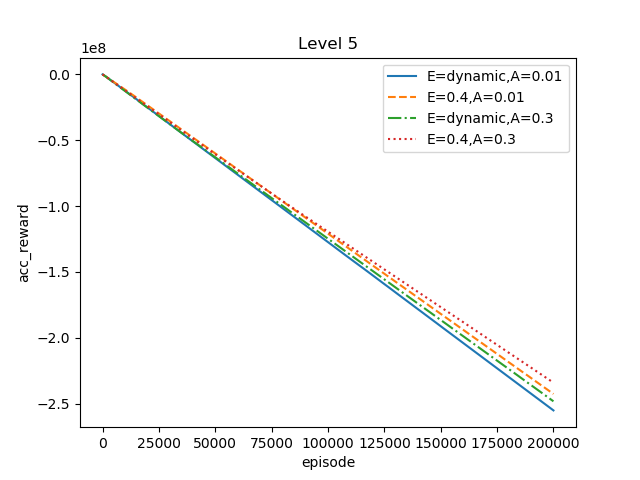 Level 5
1e8
0.0
−0.5
−1.0
−1.5
−2.0
−2.5
acc_reward
E=dynamic,A=0.01
E=0.4,A=0.01
E=dynamic,A=0.3
E=0.4,A=0.3
0 25000 50000 75000 100000 125000 150000 175000 200000
episode